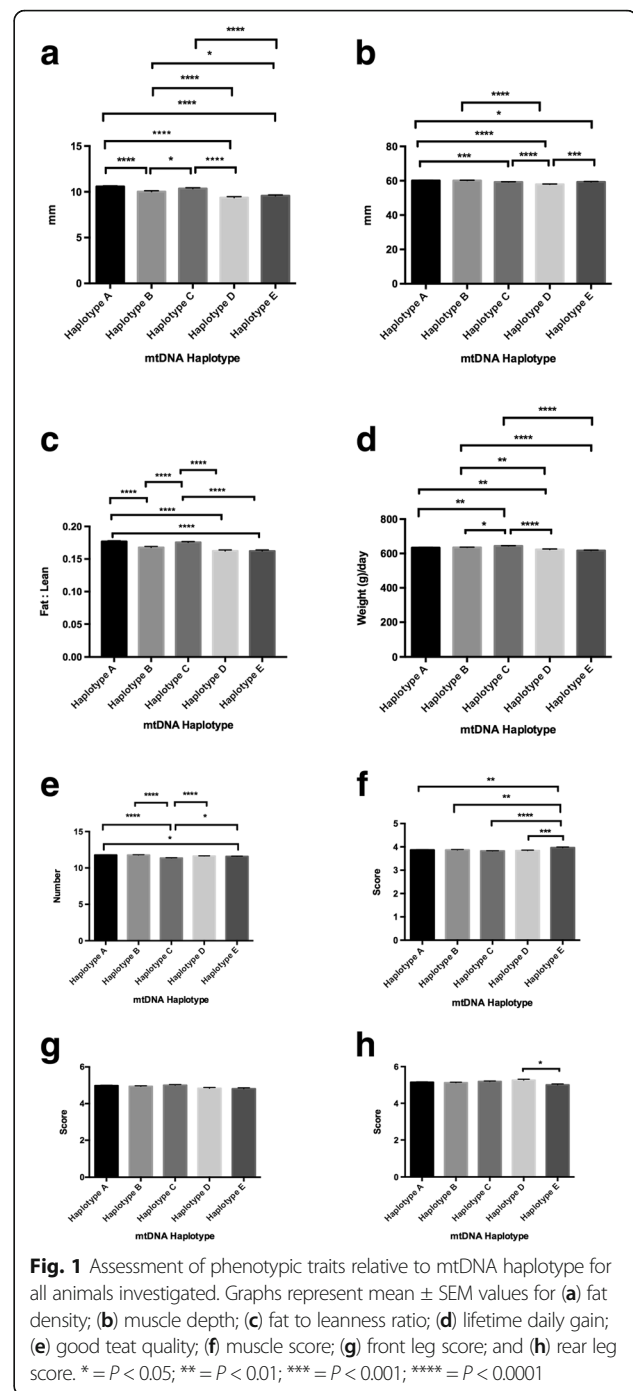 a
****
*
****
****
****
****
*
****
mm
15
10
5
0
Haplotype A
Haplotype B
Haplotype C
Haplotype D
Haplotype E
mtDNA Haplotype
b
****
*
****
***
****
***
mm
80
60
40
20
0
Haplotype A
Haplotype B
Haplotype C
Haplotype D
Haplotype E
mtDNA Haplotype
c
****
****
****
****
****
****
Fat : Lean
0.20
0.15
0.10
0.05
0.00
Haplotype A
Haplotype B
Haplotype C
Haplotype D
Haplotype E
mtDNA Haplotype
d
****
****
**
**
**
*
****
Weight (g)/day
800
600
400
200
0
Haplotype A
Haplotype B
Haplotype C
Haplotype D
Haplotype E
mtDNA Haplotype
e
****
****
****
*
*
Number
15
10
5
0
Haplotype A
Haplotype B
Haplotype C
Haplotype D
Haplotype E
mtDNA Haplotype
f
**
**
****
***
Score
5
4
3
2
1
0
Haplotype A
Haplotype B
Haplotype C
Haplotype D
Haplotype E
mtDNA Haplotype
g
Score
6
4
2
0
Haplotype A
Haplotype B
Haplotype C
Haplotype D
Haplotype E
mtDNA Haplotype
h
*
Score
6
4
2
0
Haplotype A
Haplotype B
Haplotype C
Haplotype D
Haplotype E
mtDNA Haplotype
Fig. 1 Assessment of phenotypic traits relative to mtDNA haplotype for
all animals investigated. Graphs represent mean ± SEM values for (a) fat
density; (b) muscle depth; (c) fat to leanness ratio; (d) lifetime daily gain;
(e) good teat quality; (f) muscle score; (g) front leg score; and (h) rear leg
score. * = P < 0.05; ** = P < 0.01; *** = P < 0.001; **** = P < 0.0001